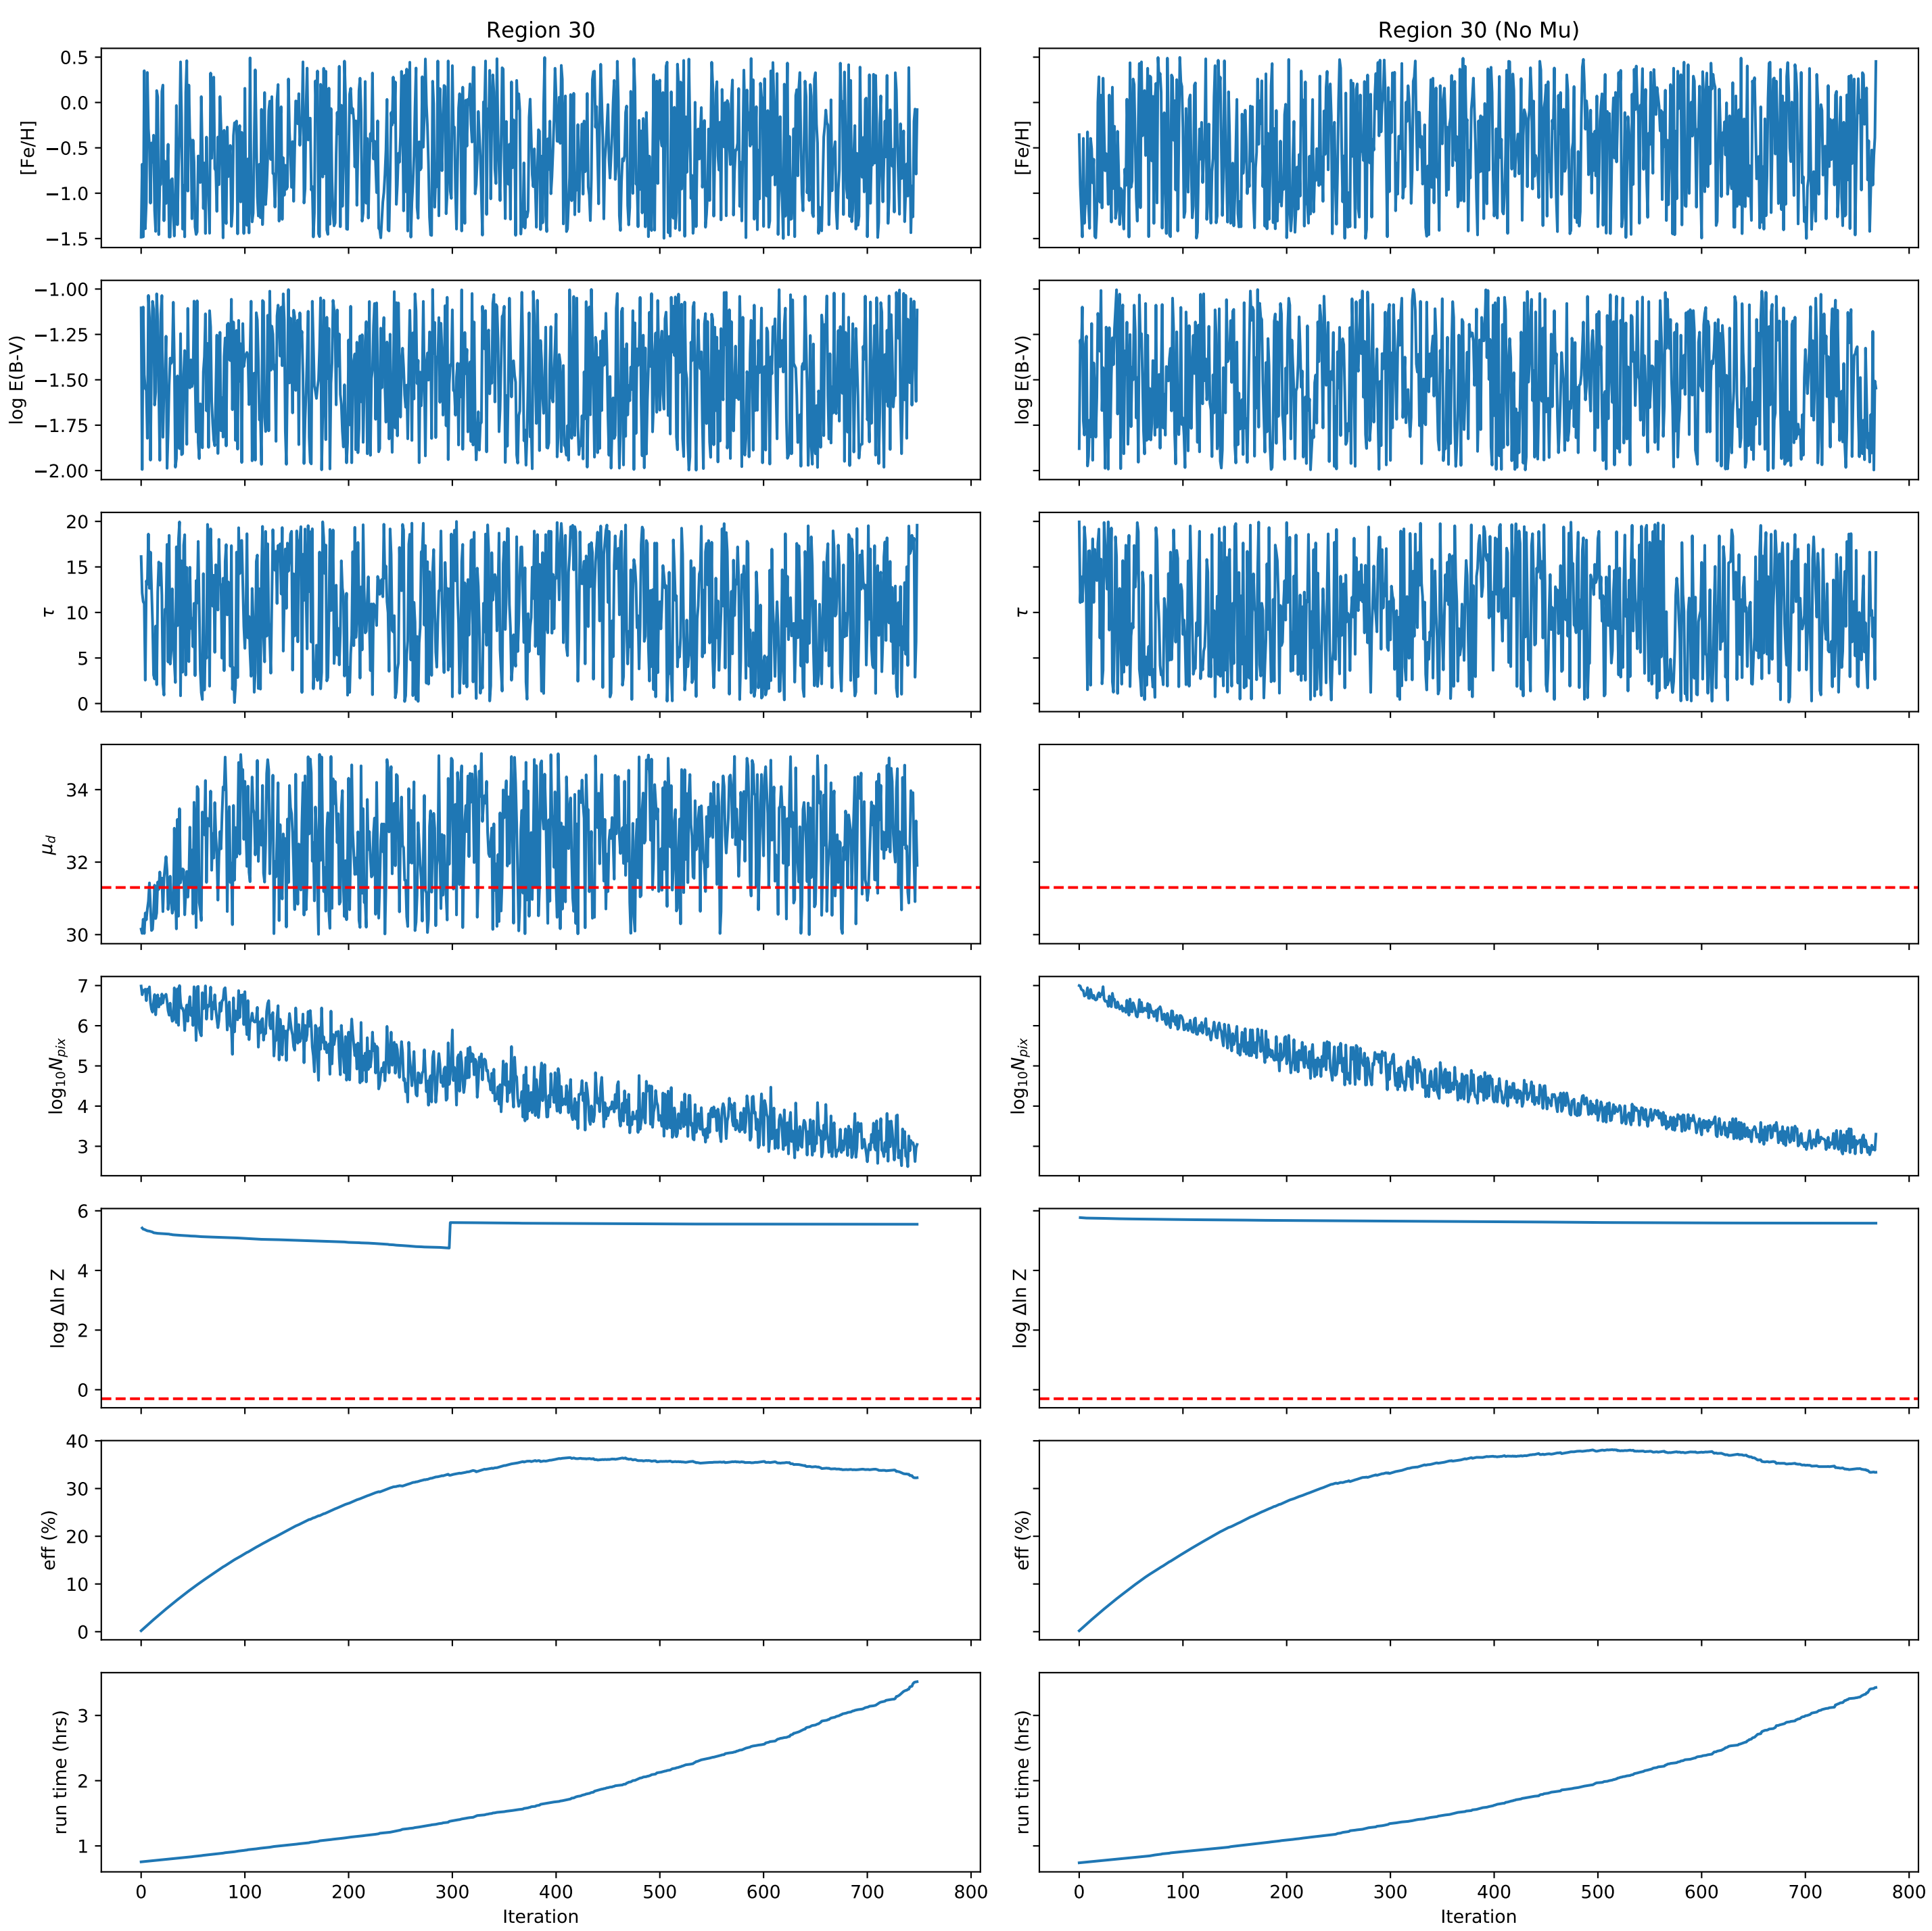 Region 30
Region 30 (No Mu)
[Fe/H]
0.5
0.0
−0.5
−1.0
−1.5
[Fe/H]
log E(B-V)
−1.00
−1.25
−1.50
−1.75
−2.00
log E(B-V)
τ
20
15
10
5
0
τ
μd
34
32
30
log10Npix
7
6
5
4
3
log10Npix
log Δln Z
6
4
2
0
log Δln Z
eff (%)
40
30
20
10
0
eff (%)
run time (hrs)
3
2
1
run time (hrs)
0 100 200 300 400 500 600 700 800
0 100 200 300 400 500 600 700 800
Iteration
Iteration